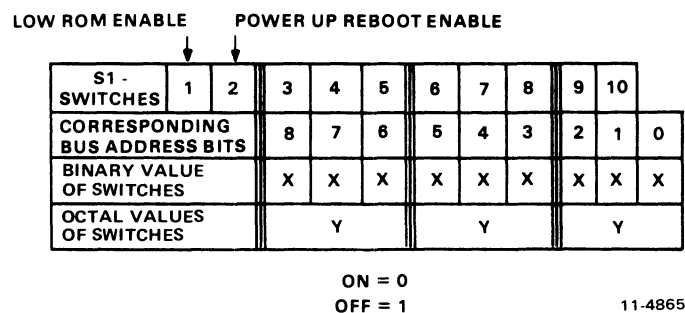 LOW ROM ENABLE POWER UP REBOOT ENABLE
S1 - SWITCHES 1 2 3 4 5 6 7 8 9 10
CORRESPONDING BUS ADDRESS BITS 8 7 6 5 4 3 2 1 0
BINARY VALUE OF SWITCHES X X X X X X X X X
OCTAL VALUES OF SWITCHES Y Y Y
ON = 0
OFF = 1
11-4865